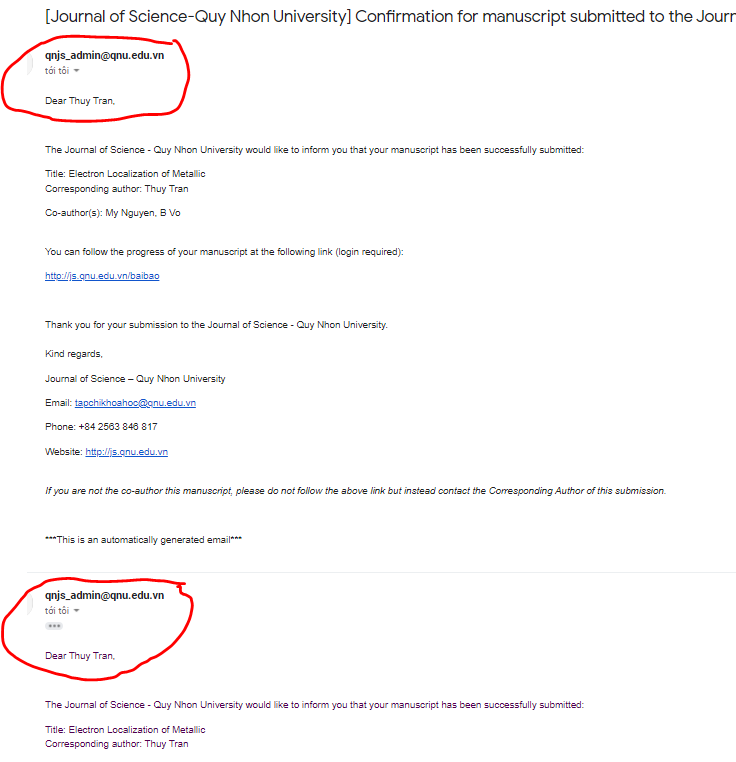 [Journal of Science-Quy Nhon University] Confirmation for manuscript submitted to the Jour
qnjs_admin@qnu.edu.vn
tới tôi
Dear Thuy Tran,
The Journal of Science - Quy Nhon University would like to inform you that your manuscript has been successfully submitted:
Title: Electron Localization of Metallic
Corresponding author: Thuy Tran
Co-author(s): My Nguyen, B Vo
You can follow the progress of your manuscript at the following link (login required):
http://js.qnu.edu.vn/baibao
Thank you for your submission to the Journal of Science - Quy Nhon University.
Kind regards,
Journal of Science – Quy Nhon University
Email: tapchikhoahoc@qnu.edu.vn
Phone: +84 2563 846 817
Website: http://js.qnu.edu.vn
If you are not the co-author this manuscript, please do not follow the above link but instead contact the Corresponding Author of this submission.
***This is an automatically generated email***
qnjs_admin@qnu.edu.vn
tới tôi
Dear Thuy Tran,
The Journal of Science - Quy Nhon University would like to inform you that your manuscript has been successfully submitted:
Title: Electron Localization of Metallic
Corresponding author: Thuy Tran